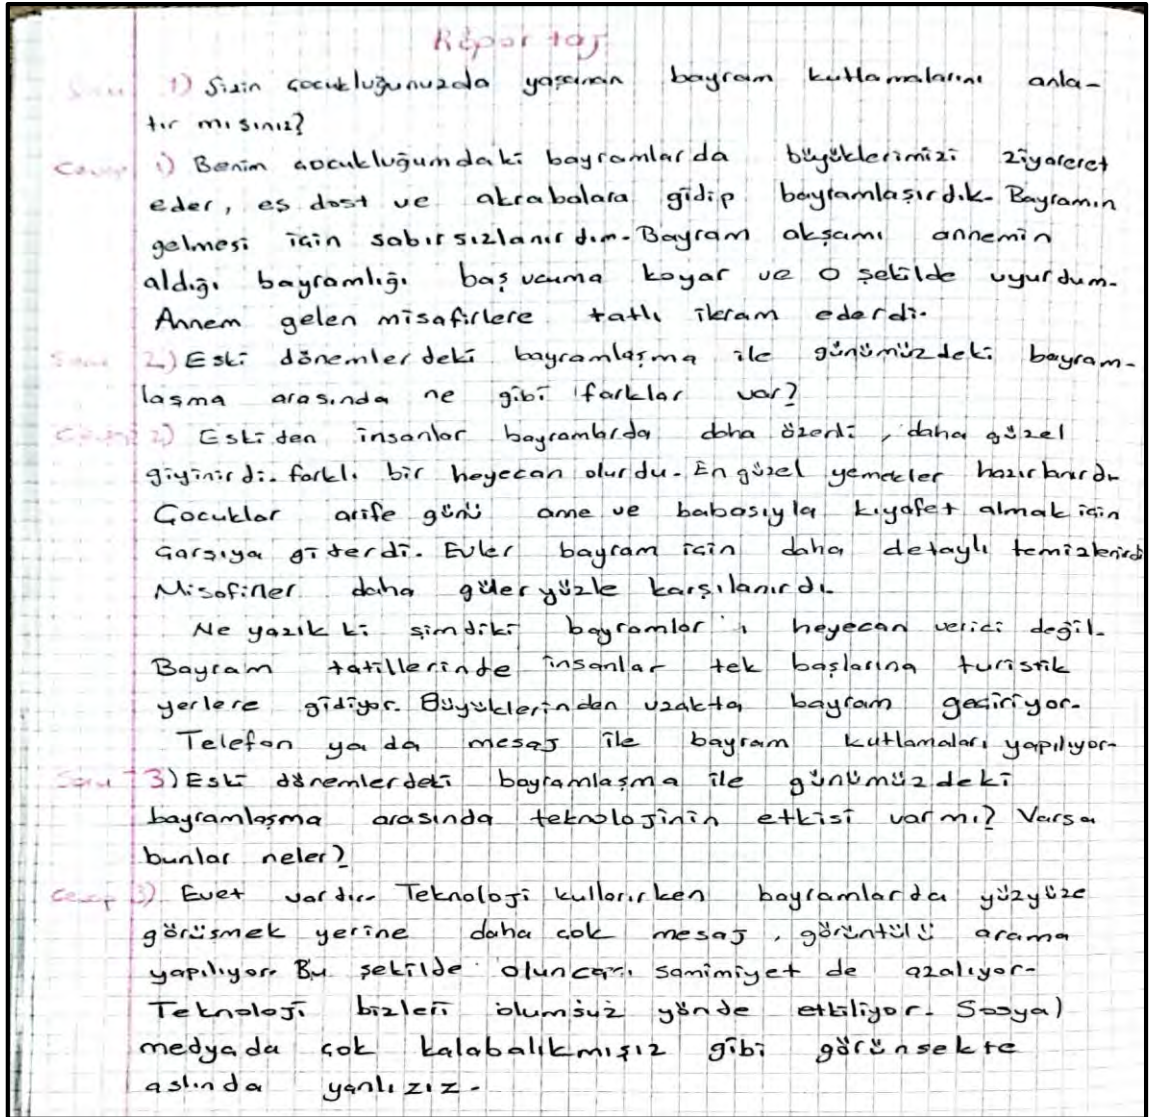 Röportaj
Soru 1) Sizin çocukluğunuzda yaşanan bayram kutlamalarını anla-
tır mısınız?
Cevap 1) Benim çocukluğumdaki bayramlarda büyüklerimizi ziyareret
eder, eş dost ve akrabalara gidip bayramlaşırdık. Bayramın
gelmesi için sabırsızlanırdım. Bayram akşamı annemin
aldığı bayramlığı baş ucuma koyar ve o şekilde uyurdum.
Annem gelen misafirlere tatlı ikram ederdi.
Soru 2) Eski dönemlerdeki bayramlaşma ile günümüzdeki bayram-
laşma arasında ne gibi farklar var?
Cevap 2) Eskiden insanlar bayramlarda daha özenli, daha güzel
giyinirdi. farklı bir heyecan olurdu. En güzel yemekler hazırlanırdı
Çocuklar arife günü anne ve babasıyla kıyafet almak için
çarşıya giderdi. Evler bayram için daha detaylı temizlenirdi
Misafirler daha güler yüzle karşılanırdı.
Ne yazık ki şimdiki bayramlar heyecan verici değil.
Bayram tatillerinde insanlar tek başlarına turistik
yerlere gidiyor. Büyüklerinden uzakta bayram geçiriyor.
Telefon ya da mesaj ile bayram kutlamaları yapılıyor.
Soru 3) Eski dönemlerdeki bayramlaşma ile günümüzdeki
bayramlaşma arasında teknolojinin etkisi varmı? Varsa
bunlar neler?
Cevap 3) Evet vardır. Teknoloji kullanırken bayramlarda yüzyüze
görüşmek yerine daha çok mesaj, görüntülü arama
yapılıyor. Bu şekilde olunca samimiyet de azalıyor.
Teknoloji bizleri olumsuz yönde etkiliyor. Sosyal
medyada çok kalabalıkmışız gibi görünsekte
aslında yanlızız.